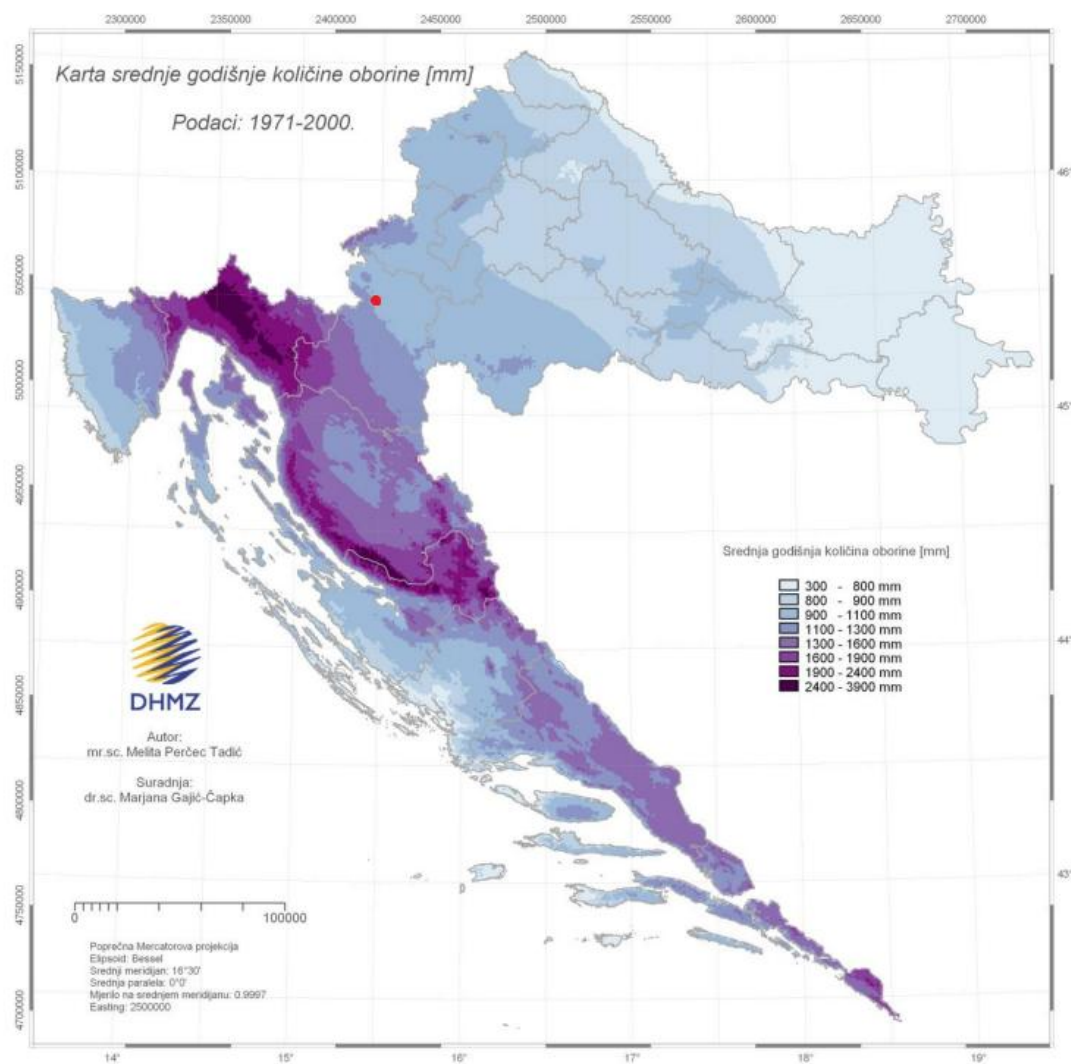 2300000 2350000 2400000 2450000 2500000 2550000 2600000 2650000 2700000
Karta srednje godišnje količine oborine [mm]
Podaci: 1971-2000.
5150000
5100000
5050000
5000000
4950000
4900000
4850000
4800000
4750000
4700000
46°
45°
44°
43°
Srednja godišnja količina oborine [mm]
300 - 800 mm
800 - 900 mm
900 - 1100 mm
1100 - 1300 mm
1300 - 1600 mm
1600 - 1900 mm
1900 - 2400 mm
2400 - 3900 mm
DHMZ
Autor:
mr.sc. Melita Perčec Tadić
Suradnja:
dr.sc. Marjana Gajić-Čapka
0 100000
Poprečna Mercatorova projekcija
Elipsoid: Bessel
Srednji meridijan: 16°30'
Srednja paralela: 0°0'
Mjerilo na srednjem meridijanu: 0.9997
Easting: 2500000
14° 15° 16° 17° 18° 19°